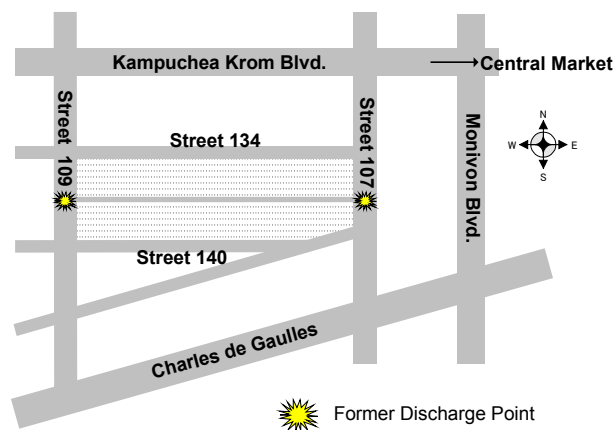 Kampuchea Krom Blvd.
Central Market
Street 109
Street 107
Monivon Blvd.
Street 134
N
W E
S
Street 140
Charles de Gaulles
Former Discharge Point